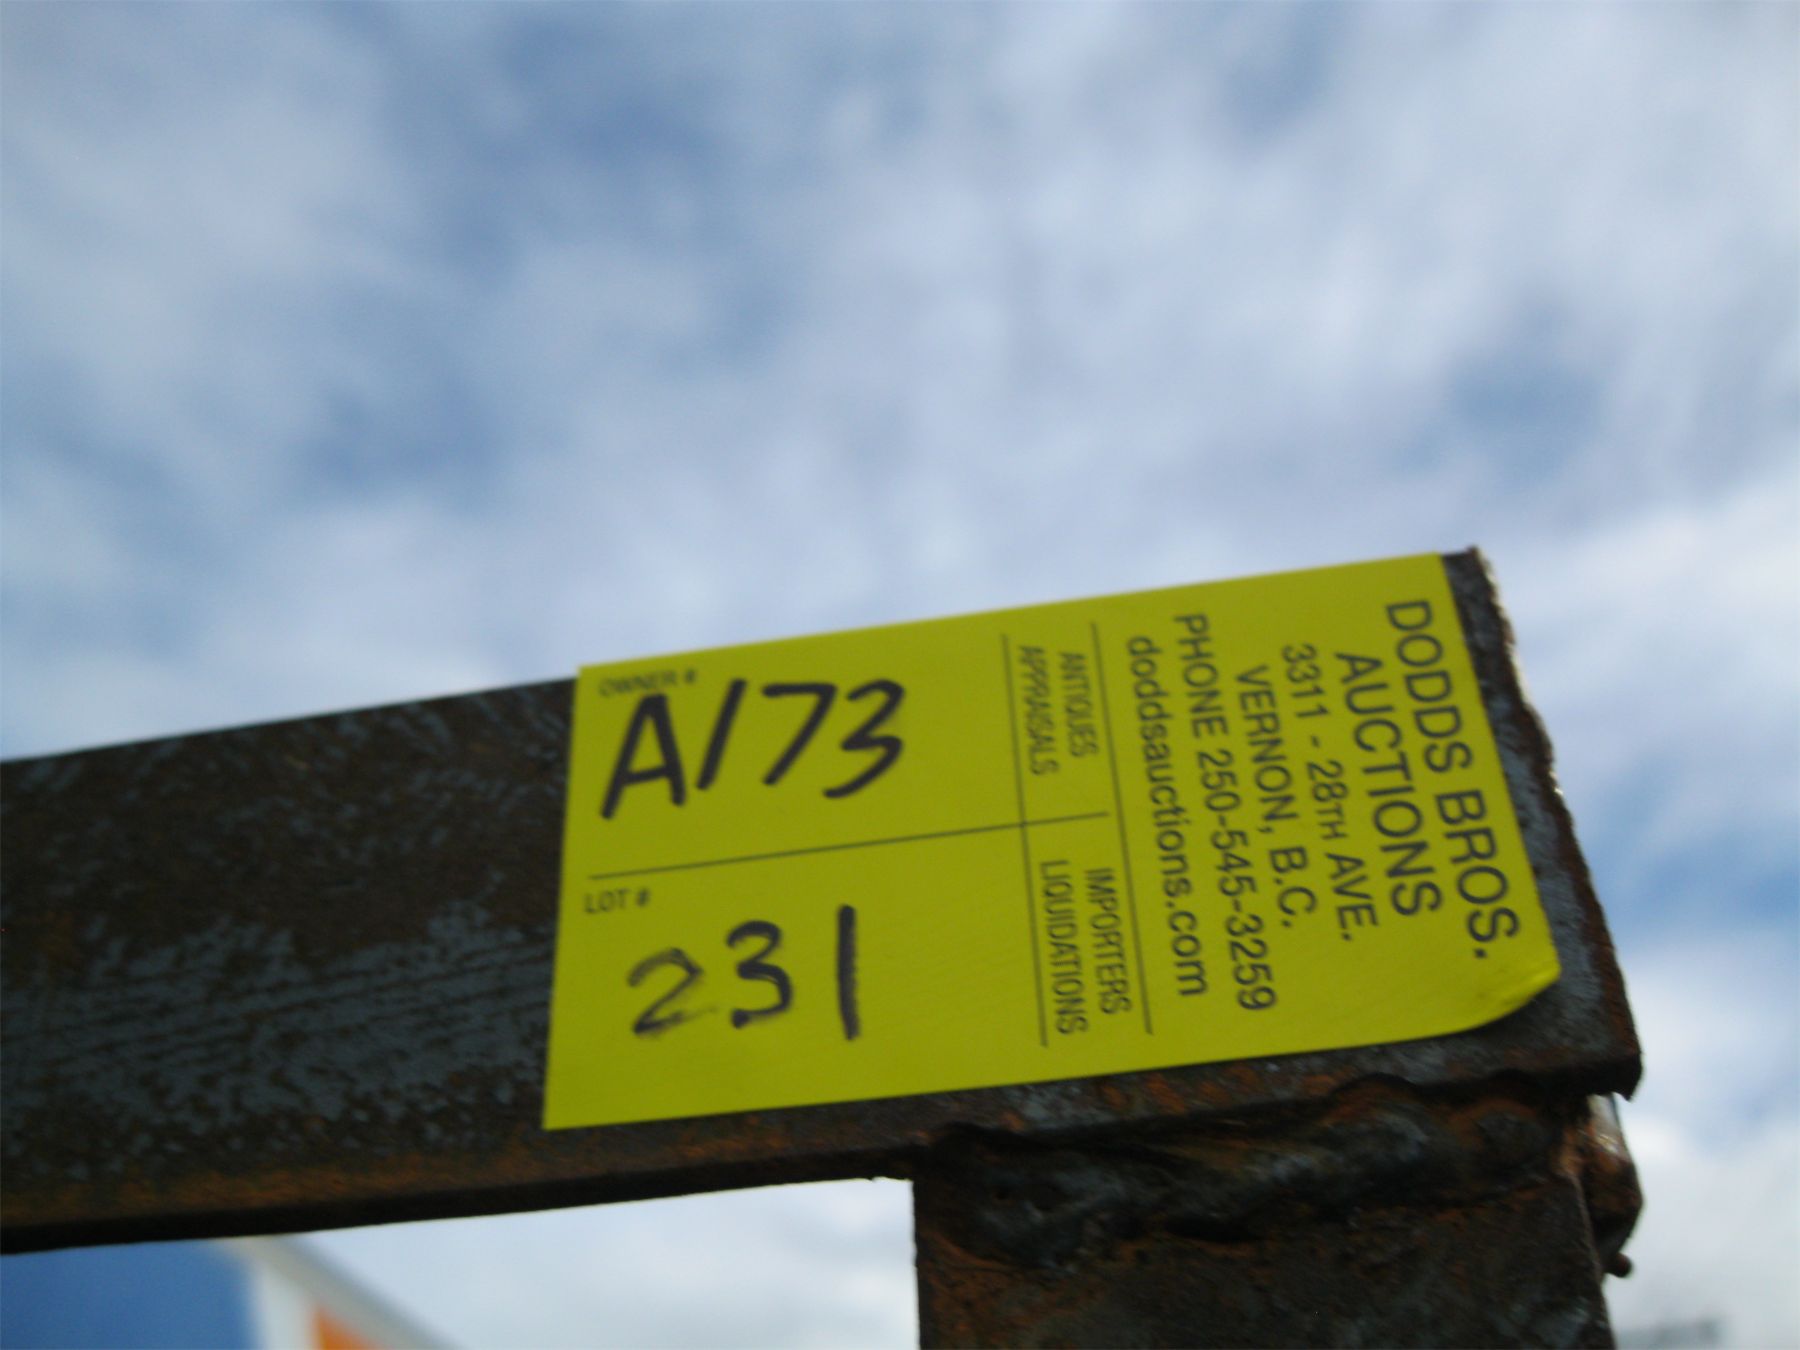 DODDS BROS.
AUCTIONS
3311 - 28TH AVE.
VERNON, B.C.
PHONE 250-545-3259
doddsauctions.com
ANTIQUES
APPRAISALS
IMPORTERS
LIQUIDATIONS
OWNER #
A173
LOT #
231